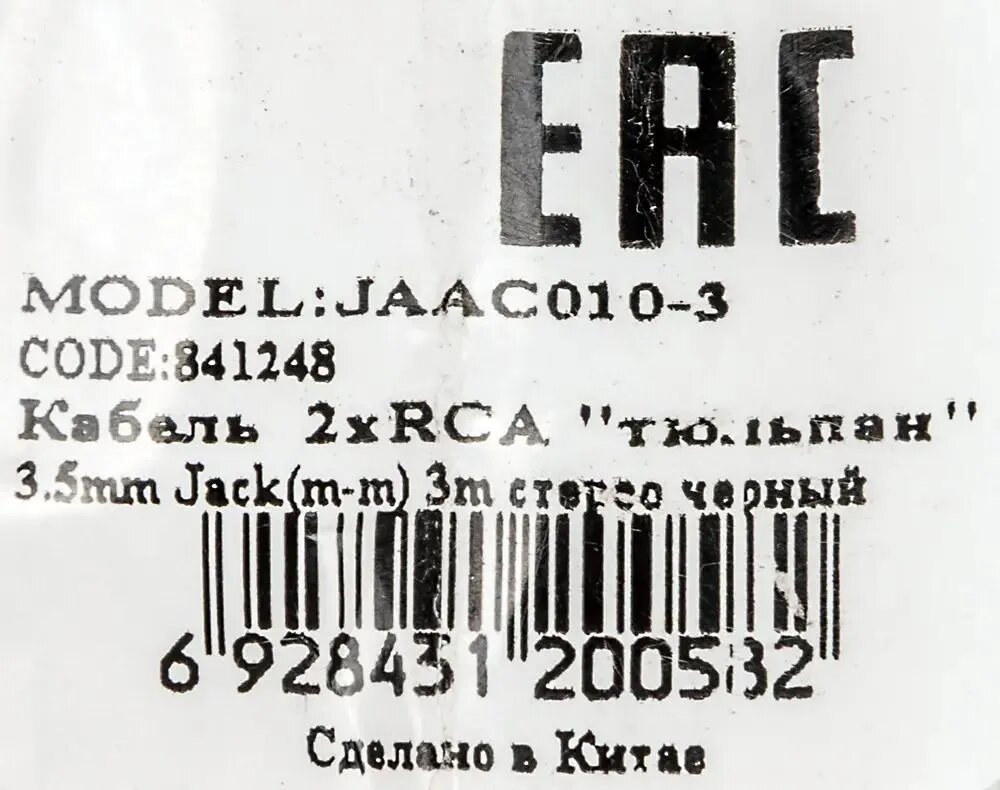 EAC
MODEL:JAAC010-3
CODE:841248
Кабель 2xRCA "тюльпан"
3.5mm Jack(m-m) 3m стерео черный
6 928431 200582
Сделано в Китае